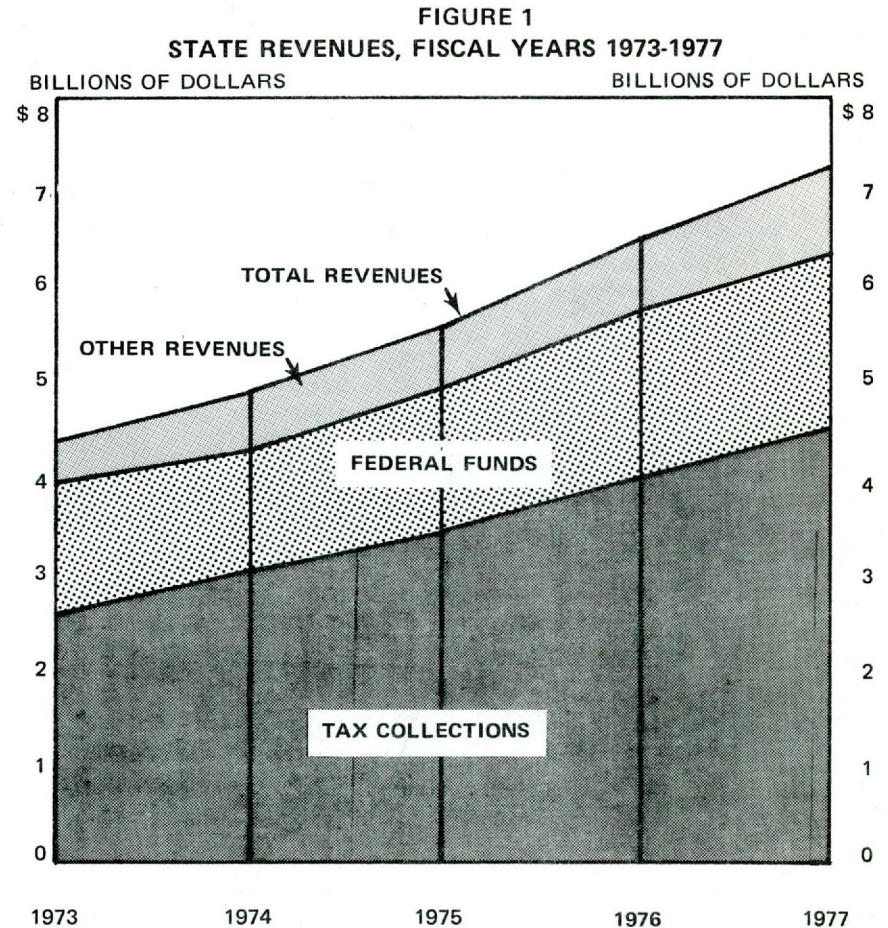 FIGURE 1
STATE REVENUES, FISCAL YEARS 1973-1977
BILLIONS OF DOLLARS BILLIONS OF DOLLARS
$ 8 $ 8
7 7
6 6
TOTAL REVENUES
OTHER REVENUES
5 5
FEDERAL FUNDS
4 4
3 3
2 2
TAX COLLECTIONS
1 1
0 0
1973 1974 1975 1976 1977